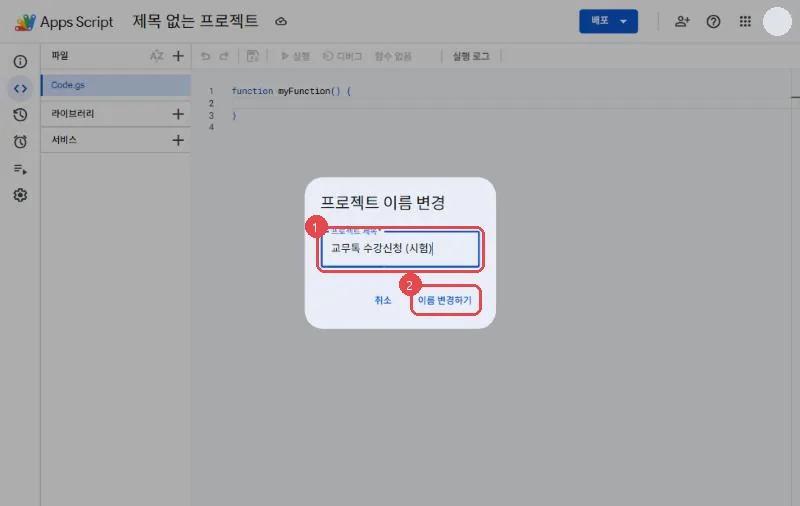 Apps Script 제목 없는 프로젝트 배포
파일
실행 디버그 함수 없음 실행 로그
Code.gs
라이브러리
서비스
1 function myFunction() {
2
3 }
4
프로젝트 이름 변경
1
프로젝트 제목*
교무톡 수강신청 (시험)
2
취소 이름 변경하기